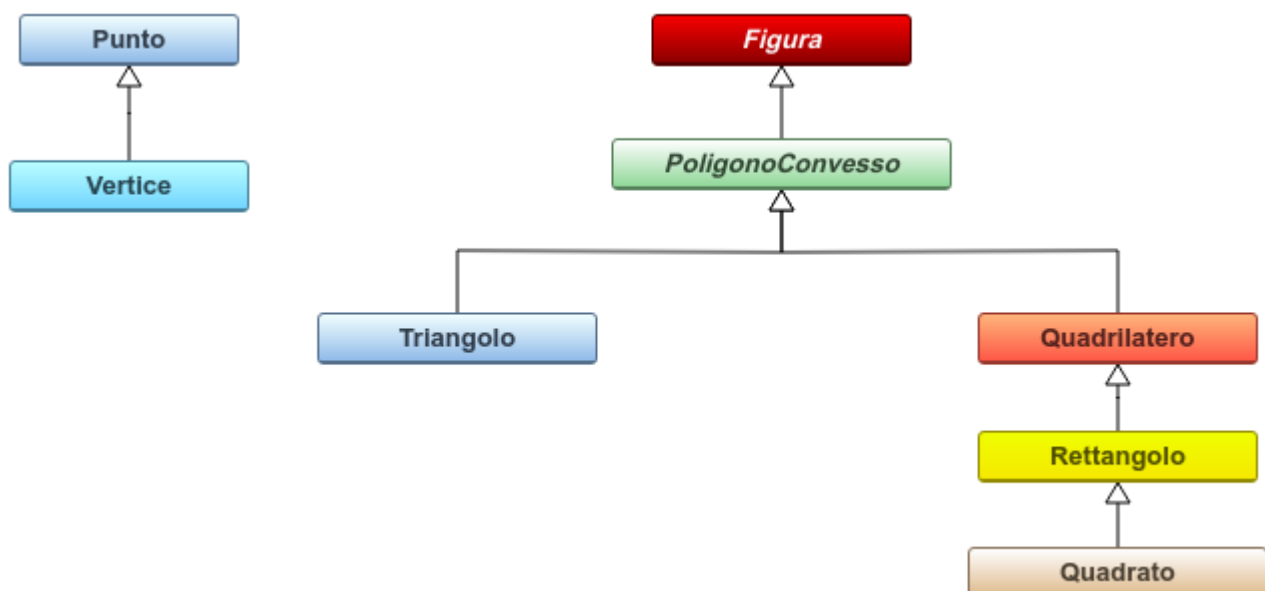 Punto
Figura
PoligonoConvesso
Vertice
Triangolo
Quadrilatero
Rettangolo
Quadrato